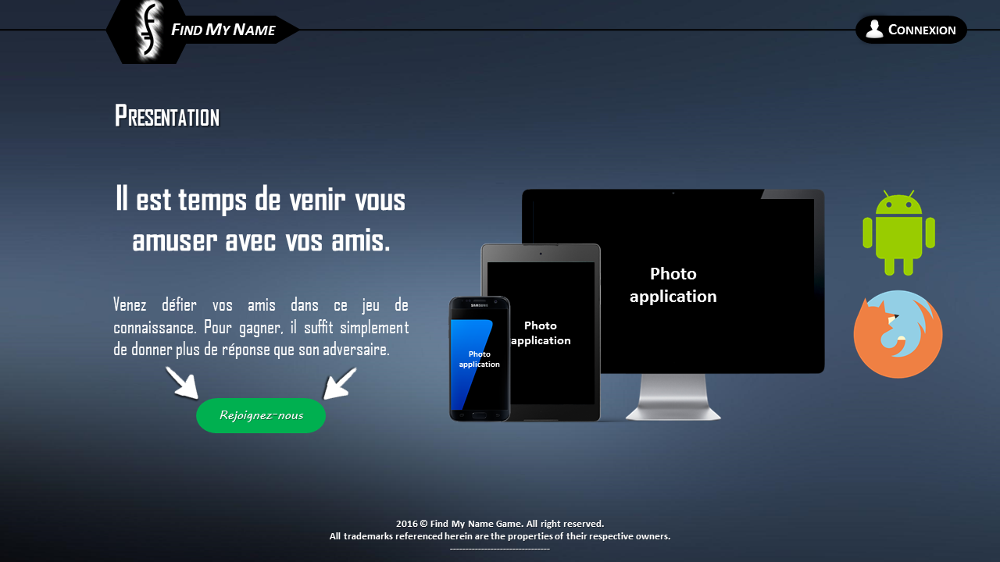 FIND MY NAME
CONNEXION
PRESENTATION
Il est temps de venir vous
amuser avec vos amis.
Venez défier vos amis dans ce jeu de
connaissance. Pour gagner, il suffit simplement
de donner plus de réponse que son adversaire.
Rejoignez-nous
Photo
application
Photo
application
SAMSUNG
Photo
application
2016 © Find My Name Game. All right reserved.
All trademarks referenced herein are the properties of their respective owners.
--------------------------------